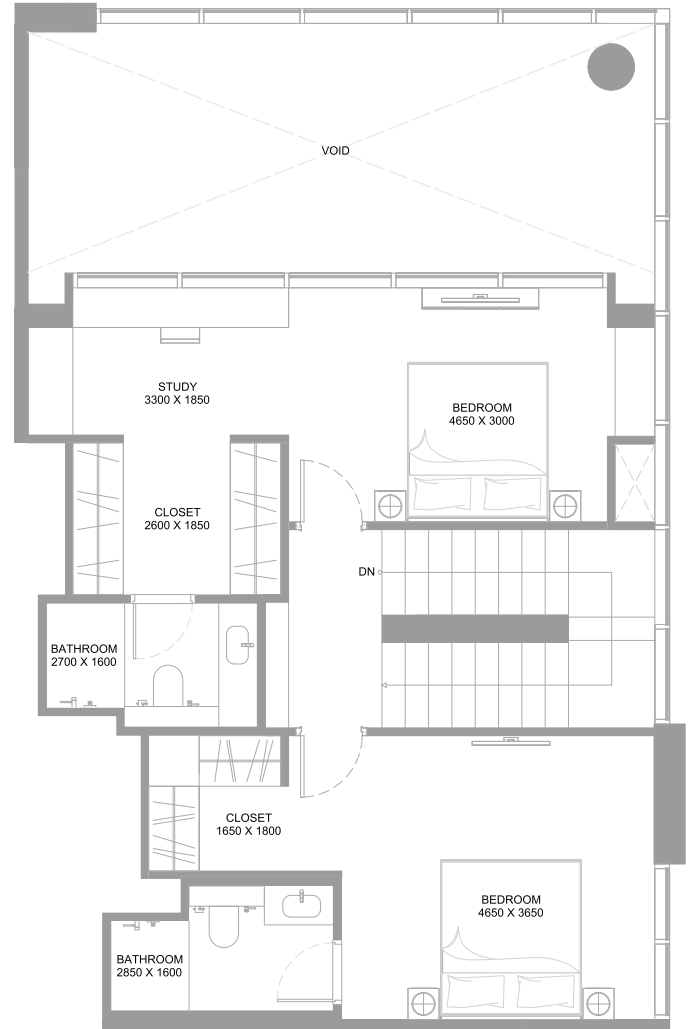 VOID
STUDY
3300 X 1850
BEDROOM
4650 X 3000
CLOSET
2600 X 1850
DN
BATHROOM
2700 X 1600
CLOSET
1650 X 1800
BEDROOM
4650 X 3650
BATHROOM
2850 X 1600